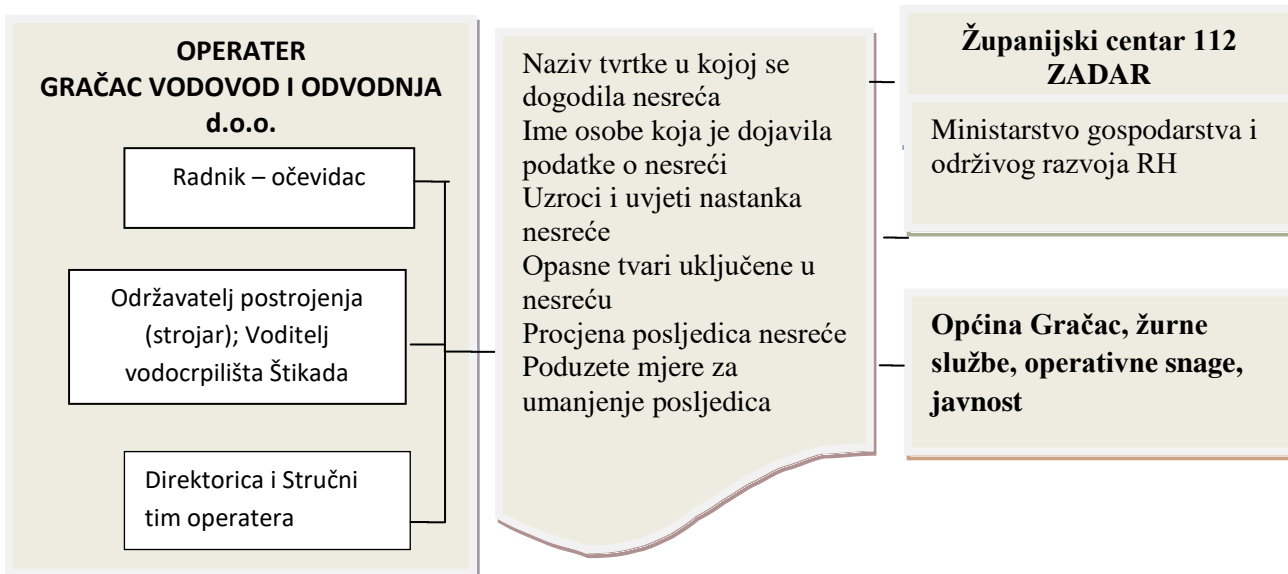 OPERATER
GRAČAC VODOVOD I ODVODNJA
d.o.o.
Radnik – očevidac
Održavatelj postrojenja
(strojar); Voditelj
vodocrpilišta Štikada
Direktorica i Stručni
tim operatera
Naziv tvrtke u kojoj se
dogodila nesreća
Ime osobe koja je dojavila
podatke o nesreći
Uzroci i uvjeti nastanka
nesreće
Opasne tvari uključene u
nesreću
Procjena posljedica nesreće
Poduzete mjere za
umanjenje posljedica
Županijski centar 112
ZADAR
Ministarstvo gospodarstva i
održivog razvoja RH
Općina Gračac, žurne
službe, operativne snage,
javnost